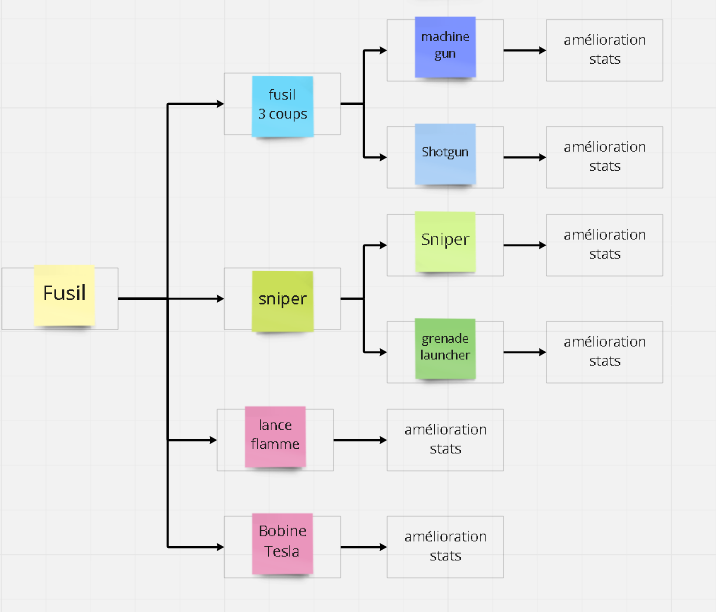 machine
gun
amélioration
stats
fusil
3 coups
Shotgun
amélioration
stats
Sniper
amélioration
stats
Fusil
sniper
grenade
launcher
amélioration
stats
lance
flamme
amélioration
stats
Bobine
Tesla
amélioration
stats